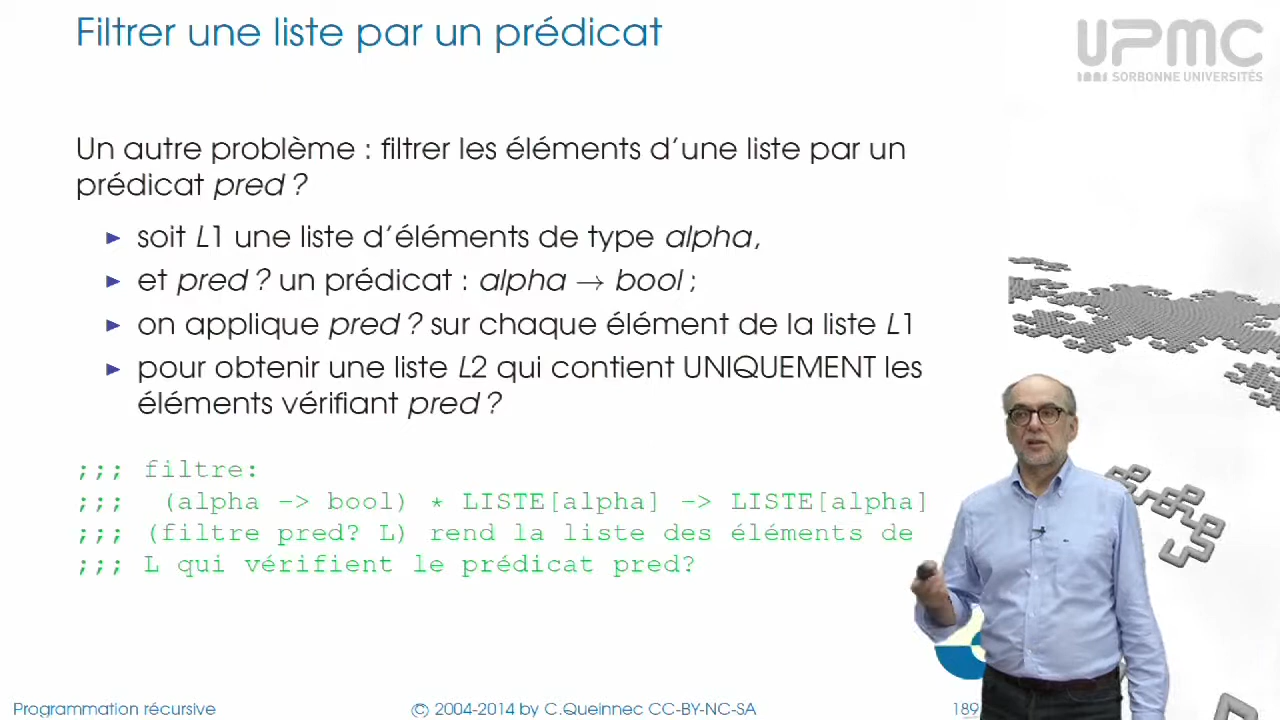 Filtrer une liste par un prédicat
UPMC
SORBONNE UNIVERSITÉS
Un autre problème : filtrer les éléments d'une liste par un
prédicat pred ?
► soit L1 une liste d'éléments de type alpha,
► et pred ? un prédicat : alpha → bool ;
► on applique pred ? sur chaque élément de la liste L1
► pour obtenir une liste L2 qui contient UNIQUEMENT les
éléments vérifiant pred ?
;;; filtre:
;;; (alpha -> bool) * LISTE[alpha] -> LISTE[alpha]
;;; (filtre pred? L) rend la liste des éléments de
;;; L qui vérifient le prédicat pred?
Programmation récursive
© 2004-2014 by C.Queinnec CC-BY-NC-SA
189